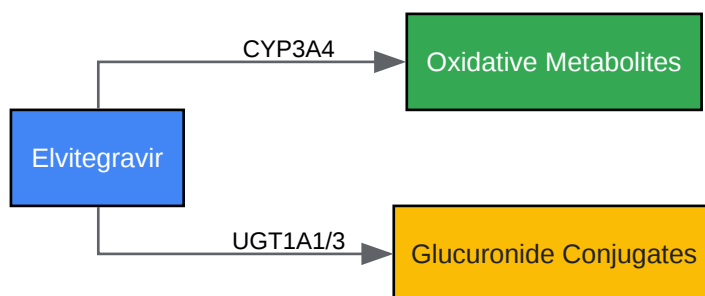 CYP3A4
Oxidative Metabolites
Elvitegravir
UGT1A1/3
Glucuronide Conjugates